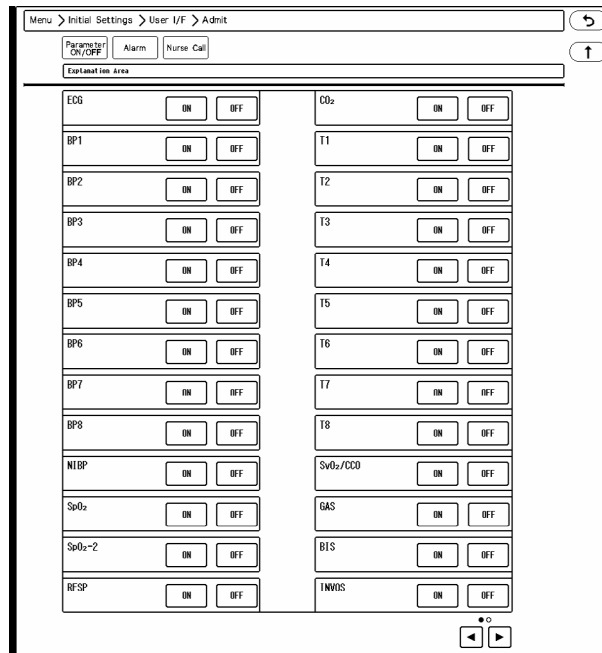 Menu > Initial Settings > User I/F > Admit
Parameter ON/OFF Alarm Nurse Call
Explanation Area
ECG ON OFF CO₂ ON OFF
BP1 ON OFF T1 ON OFF
BP2 ON OFF T2 ON OFF
BP3 ON OFF T3 ON OFF
BP4 ON OFF T4 ON OFF
BP5 ON OFF T5 ON OFF
BP6 ON OFF T6 ON OFF
BP7 ON OFF T7 ON OFF
BP8 ON OFF T8 ON OFF
NIBP ON OFF SvO₂/CCO ON OFF
SpO₂ ON OFF GAS ON OFF
SpO₂-2 ON OFF BIS ON OFF
RESP ON OFF INVOS ON OFF